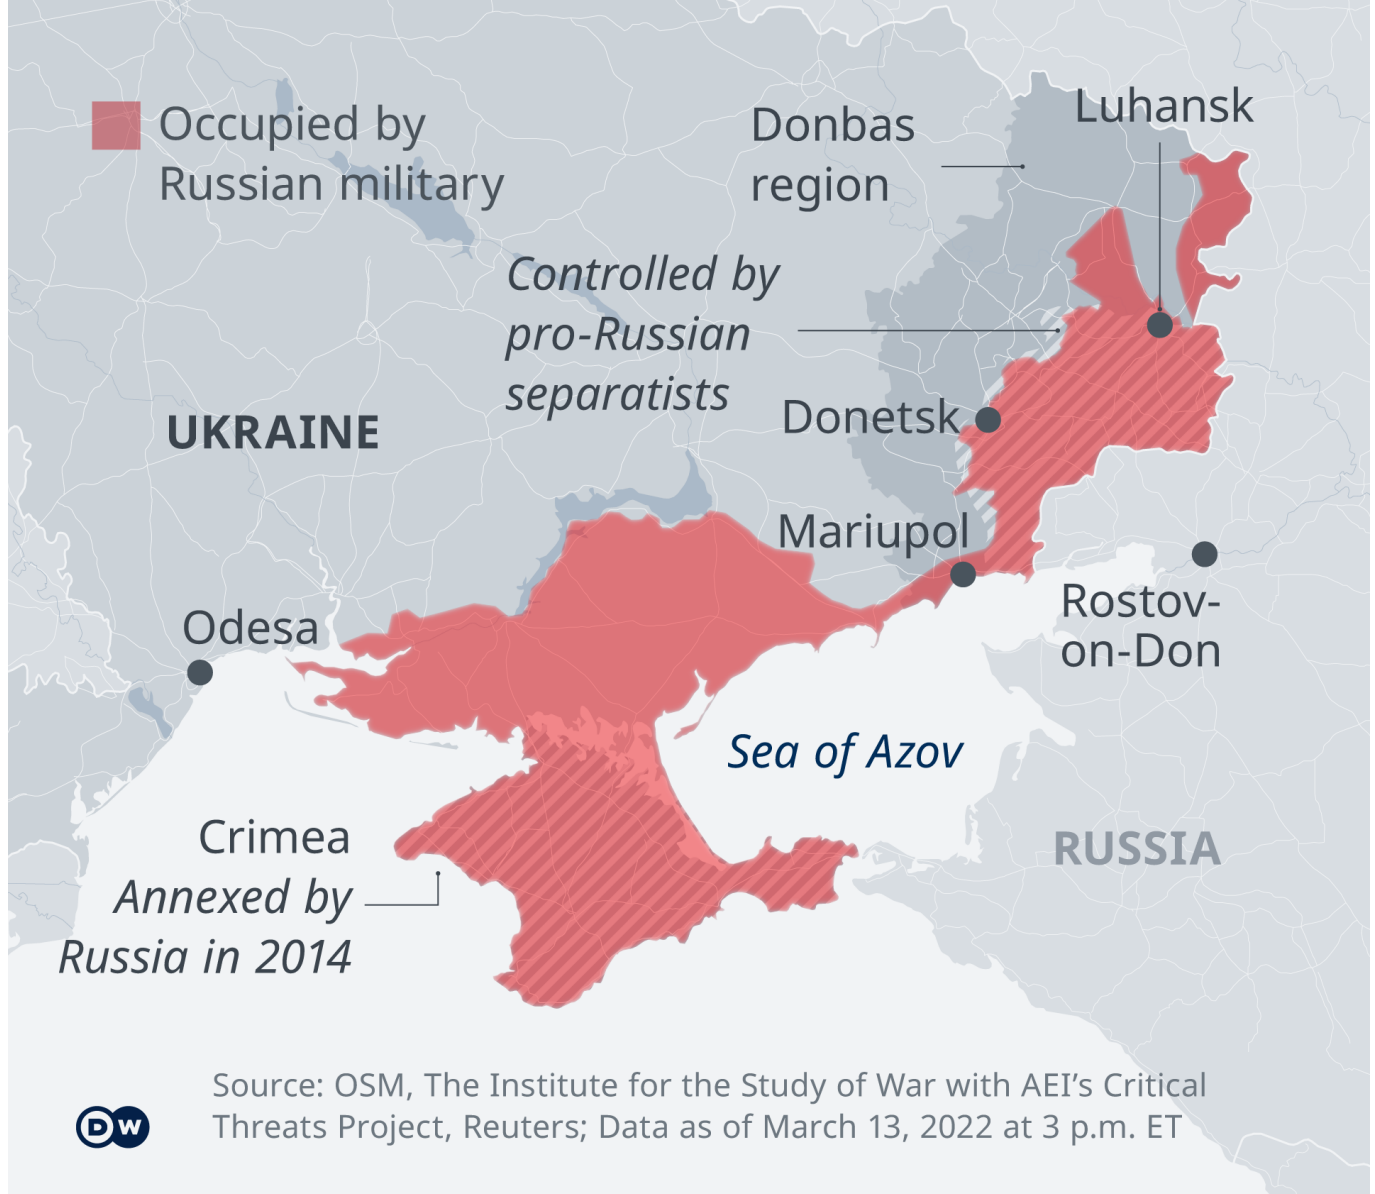 Occupied by
Russian military
Donbas
region
Luhansk
Controlled by
pro-Russian
separatists
Donetsk
UKRAINE
Mariupol
Odesa
Rostov-
on-Don
Sea of Azov
Crimea
Annexed by
Russia in 2014
RUSSIA
Source: OSM, The Institute for the Study of War with AEI’s Critical
Threats Project, Reuters; Data as of March 13, 2022 at 3 p.m. ET
DW